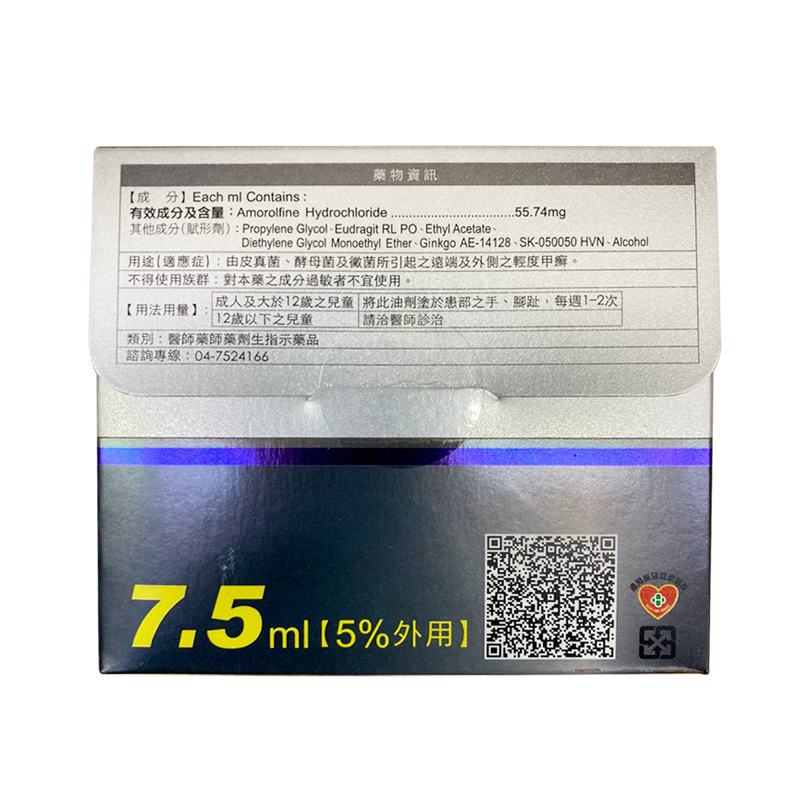 藥物資訊
【成 分】Each ml Contains：
有效成分及含量：Amorolfine Hydrochloride ..................................55.74mg
其他成分(賦形劑)：Propylene Glycol、Eudragit RL PO、Ethyl Acetate、
Diethylene Glycol Monoethyl Ether、Ginkgo AE-14128、SK-050050 HVN、Alcohol
用途(適應症)：由皮真菌、酵母菌及黴菌所引起之遠端及外側之輕度甲癬。
不得使用族群：對本藥之成分過敏者不宜使用。
【用法用量】：
成人及大於12歲之兒童 將此油劑塗於患部之手、腳趾，每週1-2次
12歲以下之兒童 請洽醫師診治
類別：醫師藥師藥劑生指示藥品
諮詢專線：04-7524166
7.5ml【5%外用】